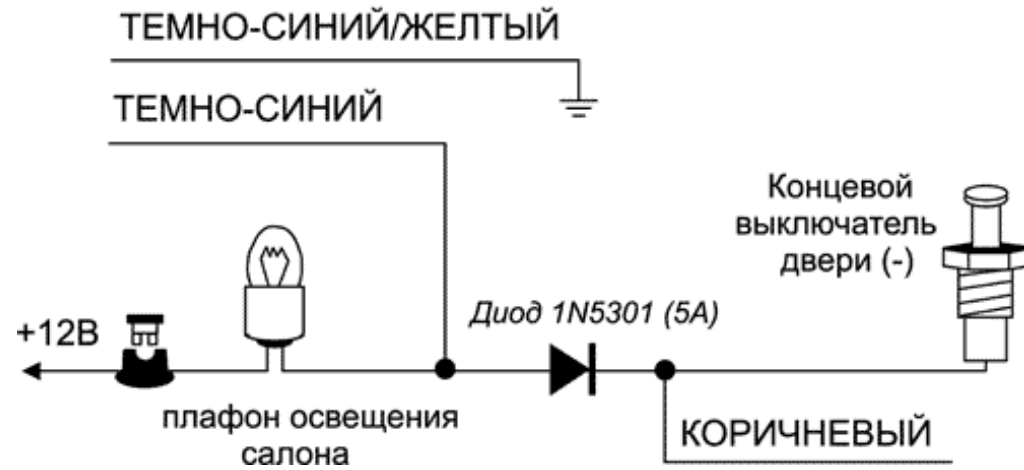 ТЕМНО-СИНИЙ/ЖЕЛТЫЙ
ТЕМНО-СИНИЙ
Концевой
выключатель
двери (-)
Диод 1N5301 (5А)
+12В
плафон освещения
салона
КОРИЧНЕВЫЙ